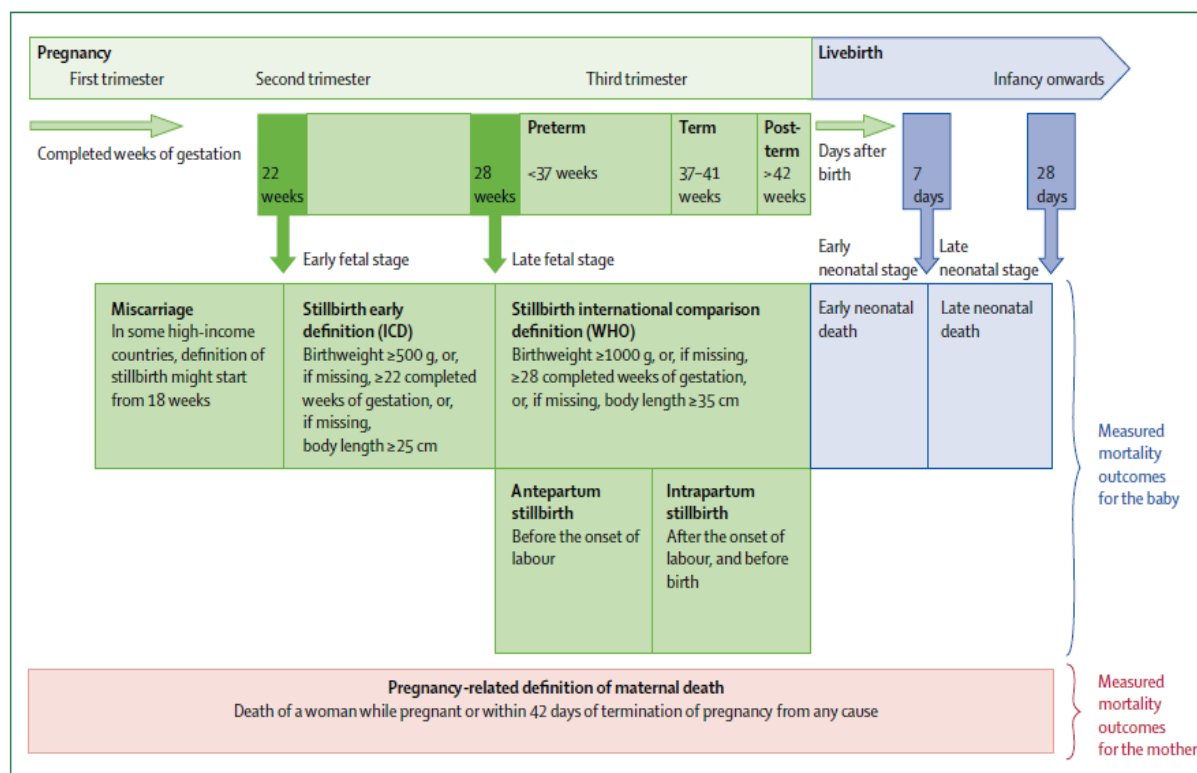 Pregnancy
First trimester
Second trimester
Third trimester
Livebirth
Infancy onwards
Completed weeks of gestation
22
weeks
28
weeks
Preterm
<37 weeks
Term
37–41
weeks
Post-
term
>42
weeks
Days after
birth
7
days
28
days
Early fetal stage
Late fetal stage
Early
neonatal stage
Late
neonatal stage
Miscarriage
In some high-income
countries, definition of
stillbirth might start
from 18 weeks
Stillbirth early
definition (ICD)
Birthweight ≥500 g, or,
if missing, ≥22 completed
weeks of gestation, or,
if missing,
body length ≥25 cm
Stillbirth international comparison
definition (WHO)
Birthweight ≥1000 g, or, if missing,
≥28 completed weeks of gestation,
or, if missing, body length ≥35 cm
Early neonatal
death
Late neonatal
death
Antepartum
stillbirth
Before the onset of
labour
Intrapartum
stillbirth
After the onset of
labour, and before
birth
Measured
mortality
outcomes
for the baby
Pregnancy-related definition of maternal death
Death of a woman while pregnant or within 42 days of termination of pregnancy from any cause
Measured
mortality
outcomes
for the mother